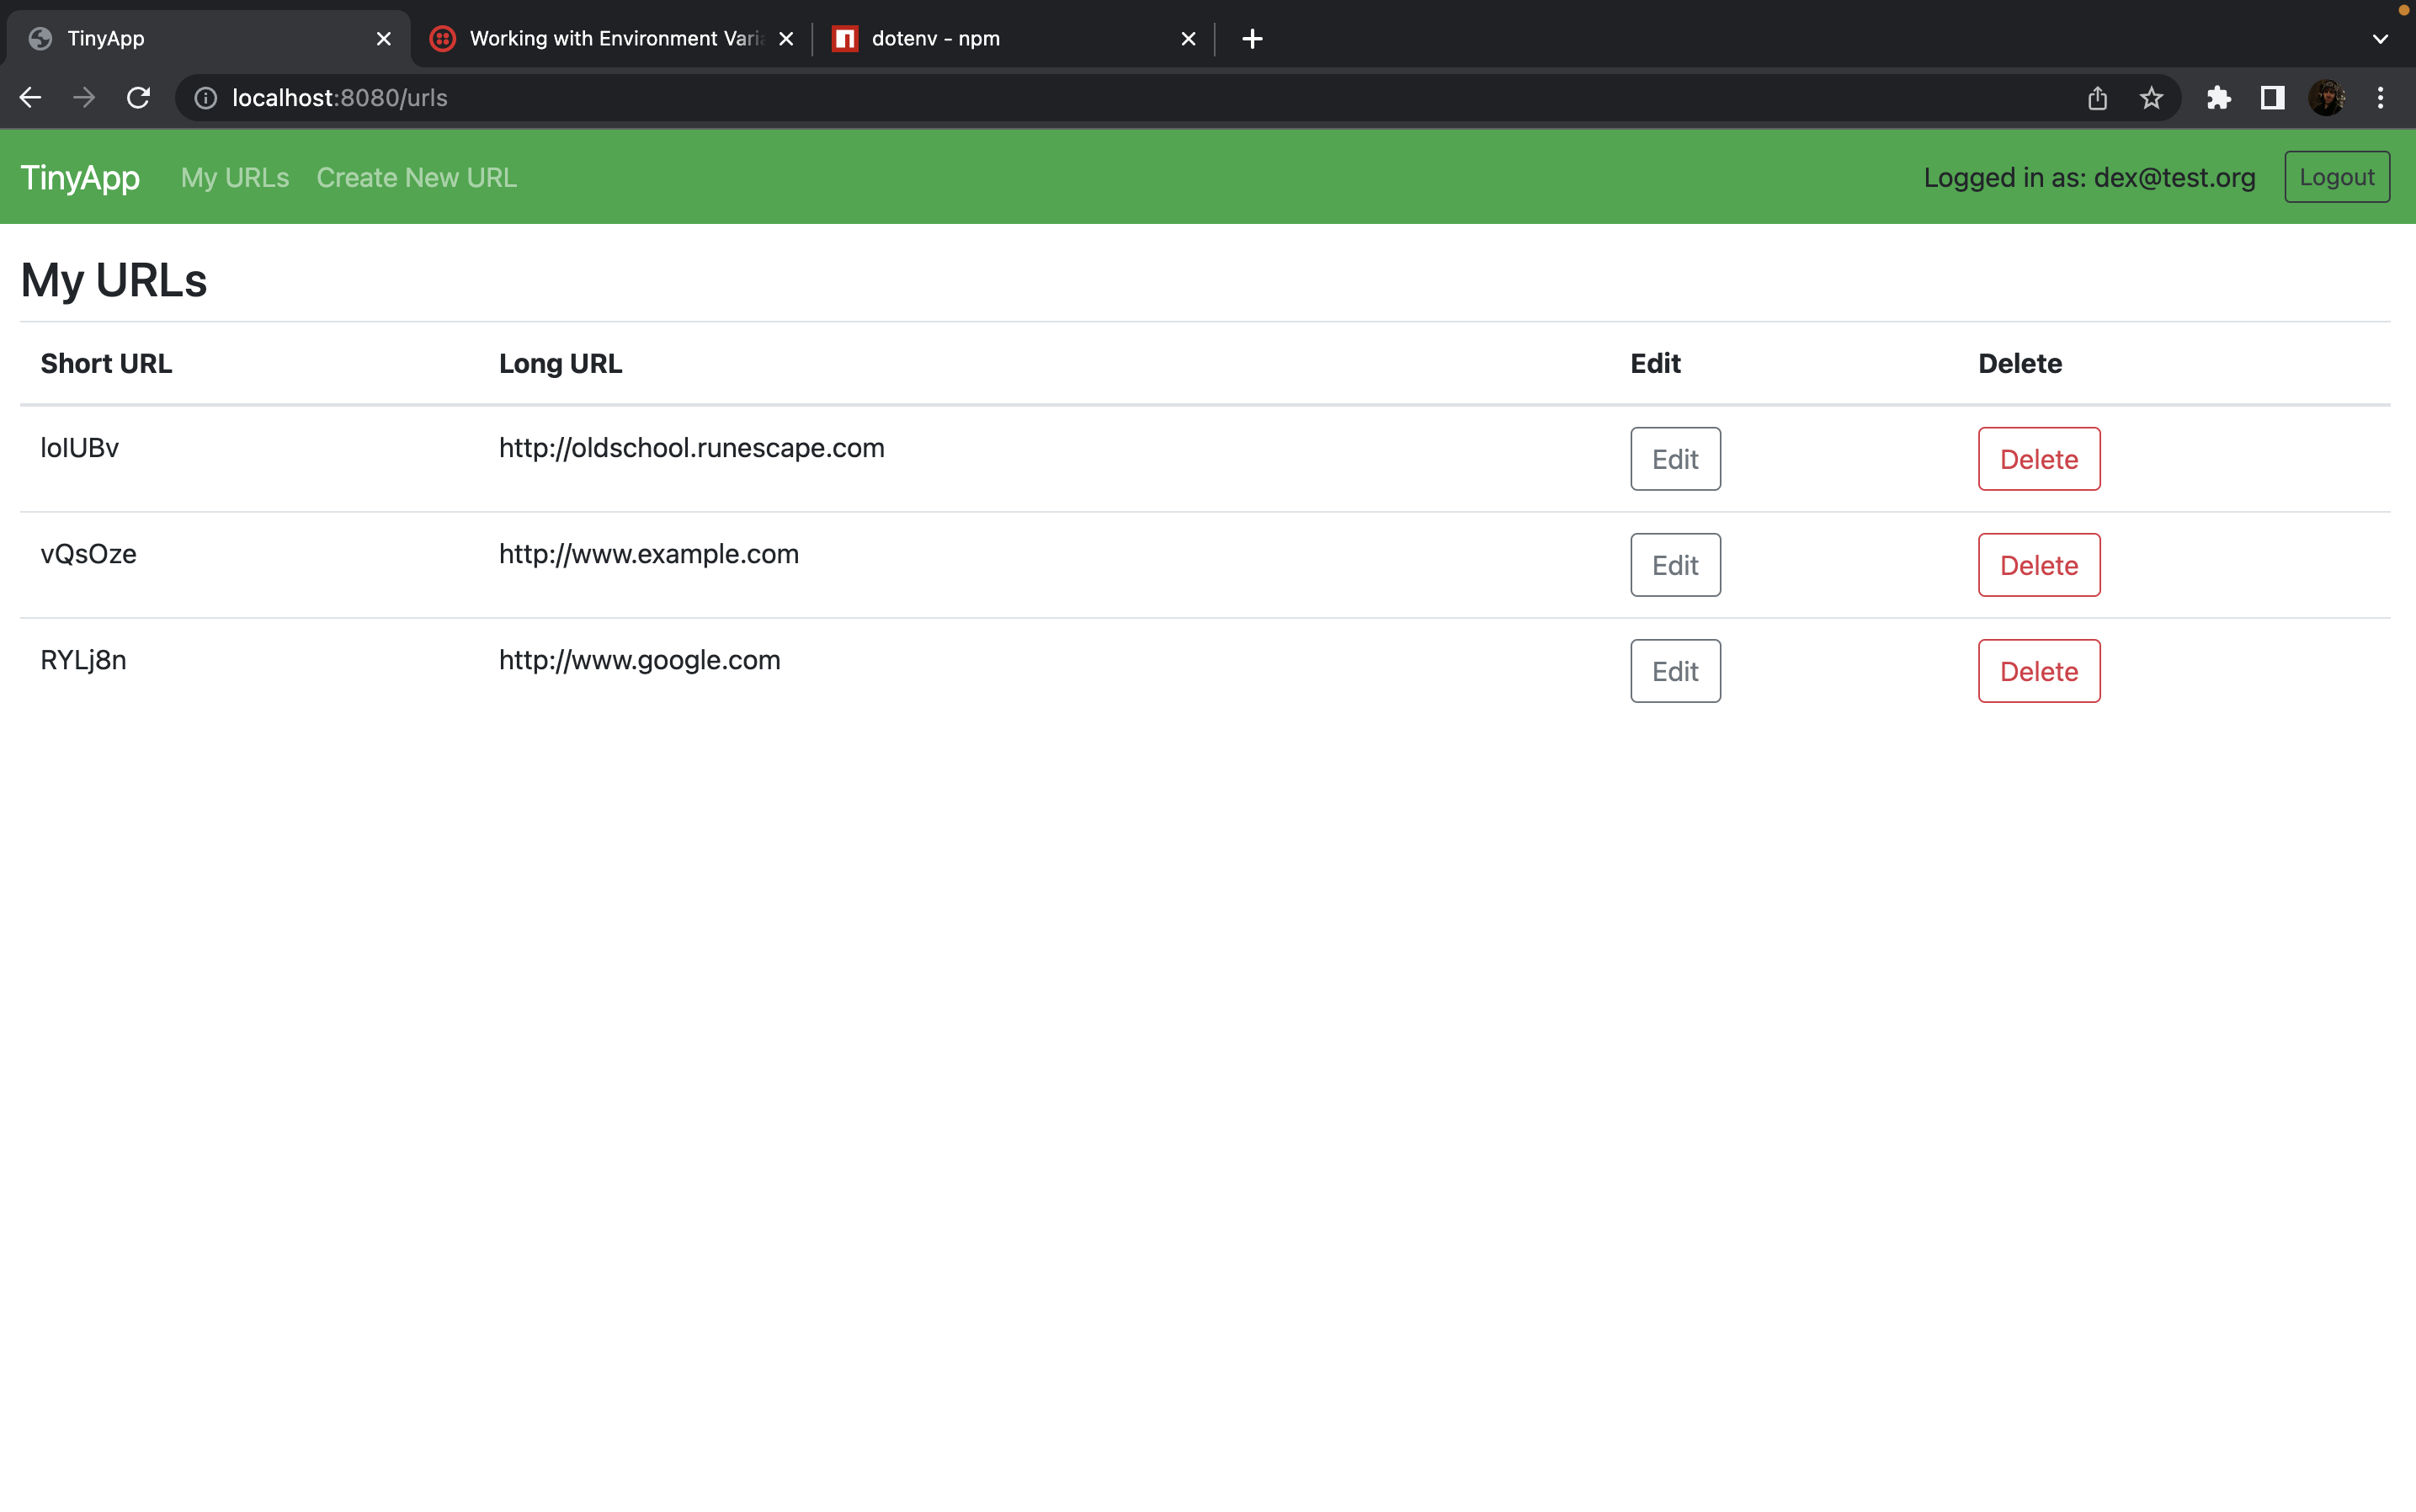 TinyApp
Working with Environment Vari
dotenv - npm
localhost:8080/urls
TinyApp My URLs Create New URL Logged in as: dex@test.org Logout
My URLs
Short URL Long URL Edit Delete
loIUBv http://oldschool.runescape.com Edit Delete
vQsOze http://www.example.com Edit Delete
RYLj8n http://www.google.com Edit Delete